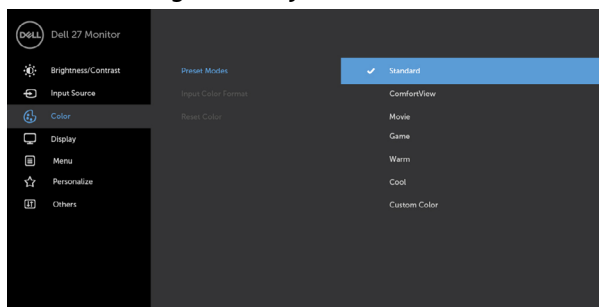 DELL Dell 27 Monitor
Brightness/Contrast Preset Modes Standard
Input Source Input Color Format ComfortView
Color Reset Color Movie
Display Game
Menu Warm
Personalize Cool
Others Custom Color